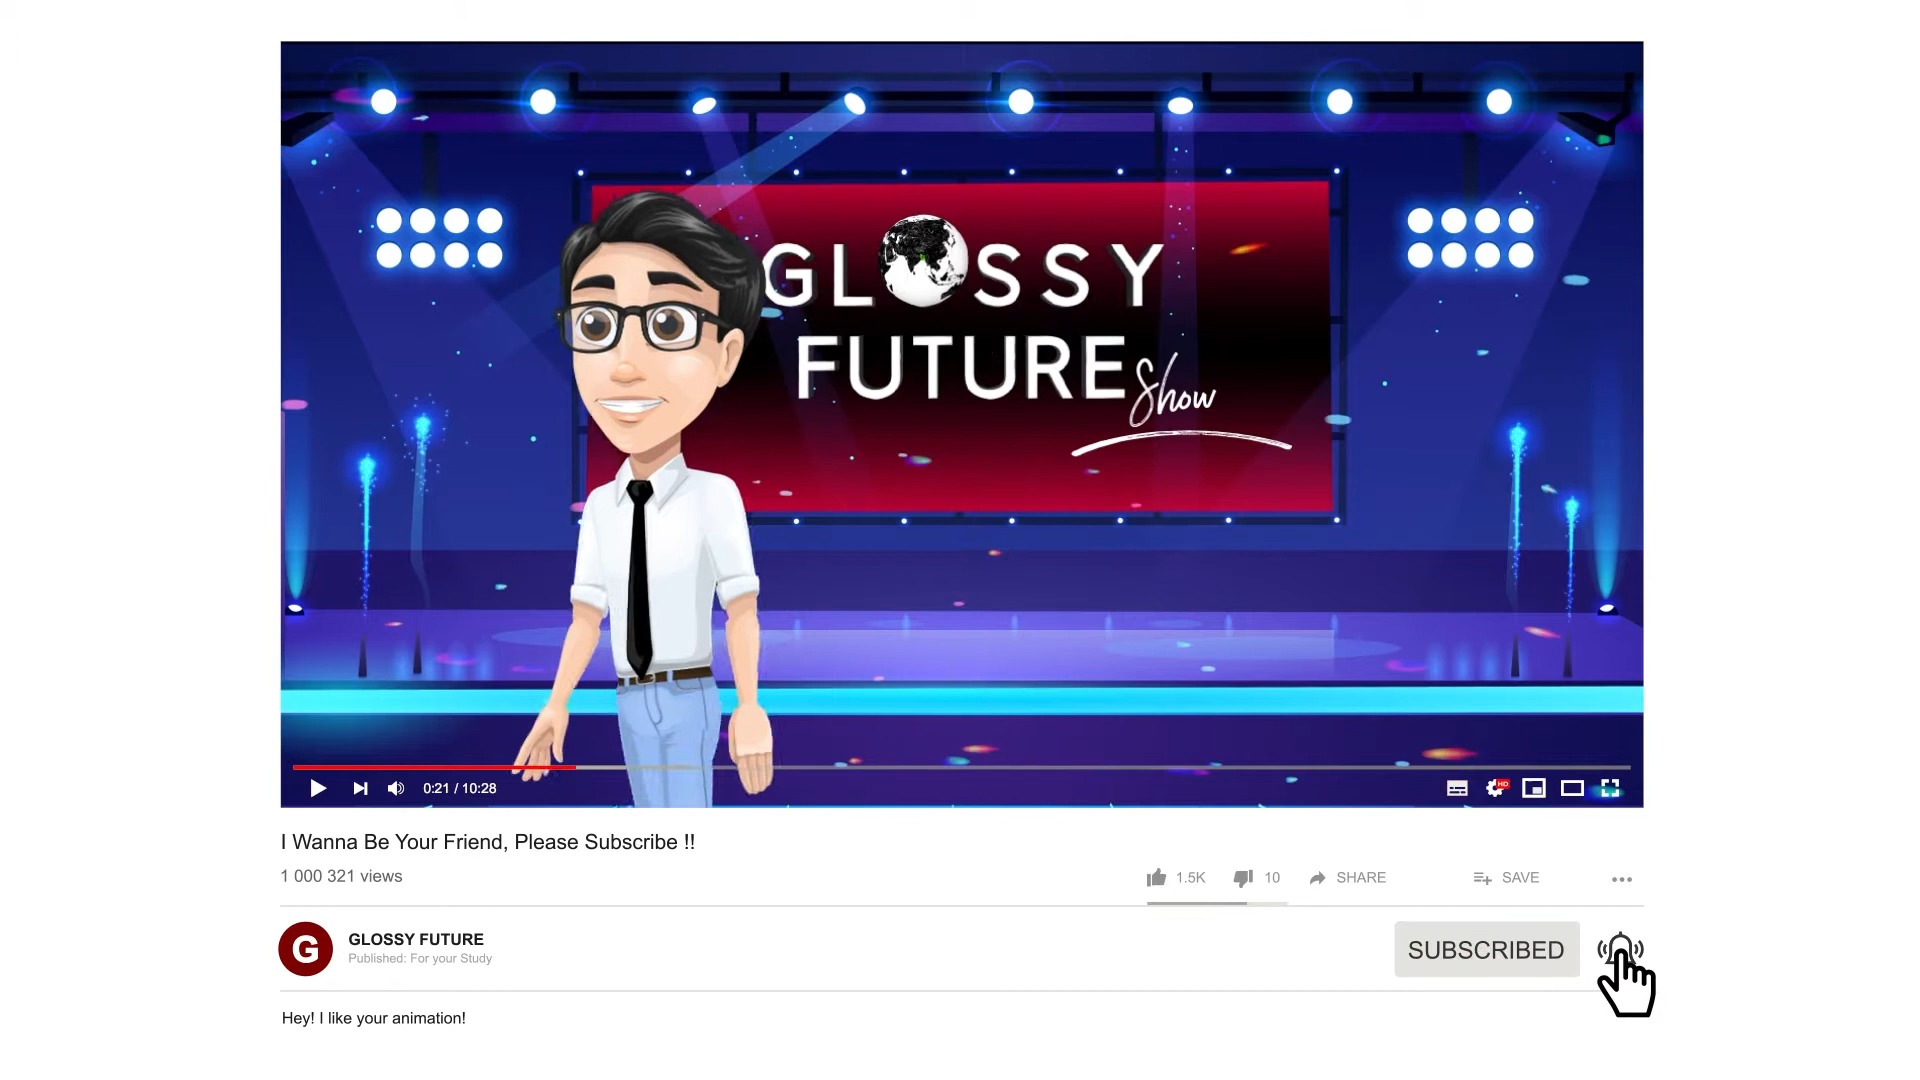 GLOSSY
FUTURE
Show
0:21 / 10:28
HD
I Wanna Be Your Friend, Please Subscribe !!
1 000 321 views
1.5K
10
SHARE
SAVE
G
GLOSSY FUTURE
Published: For your Study
SUBSCRIBED
Hey! I like your animation!